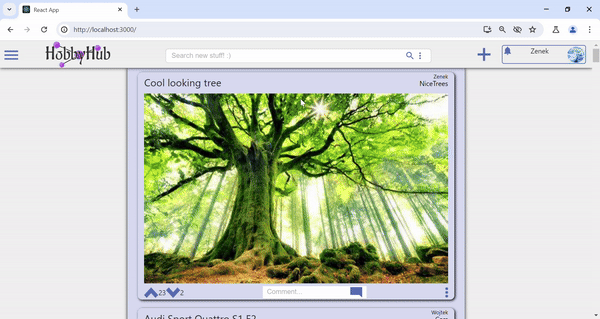 React App
http://localhost:3000/
HobbyHub
Search new stuff! :)
Zenek
Cool looking tree
Zenek
NiceTrees
23
2
Comment...
Audi Sport Quattro S1 E2
Wojtek